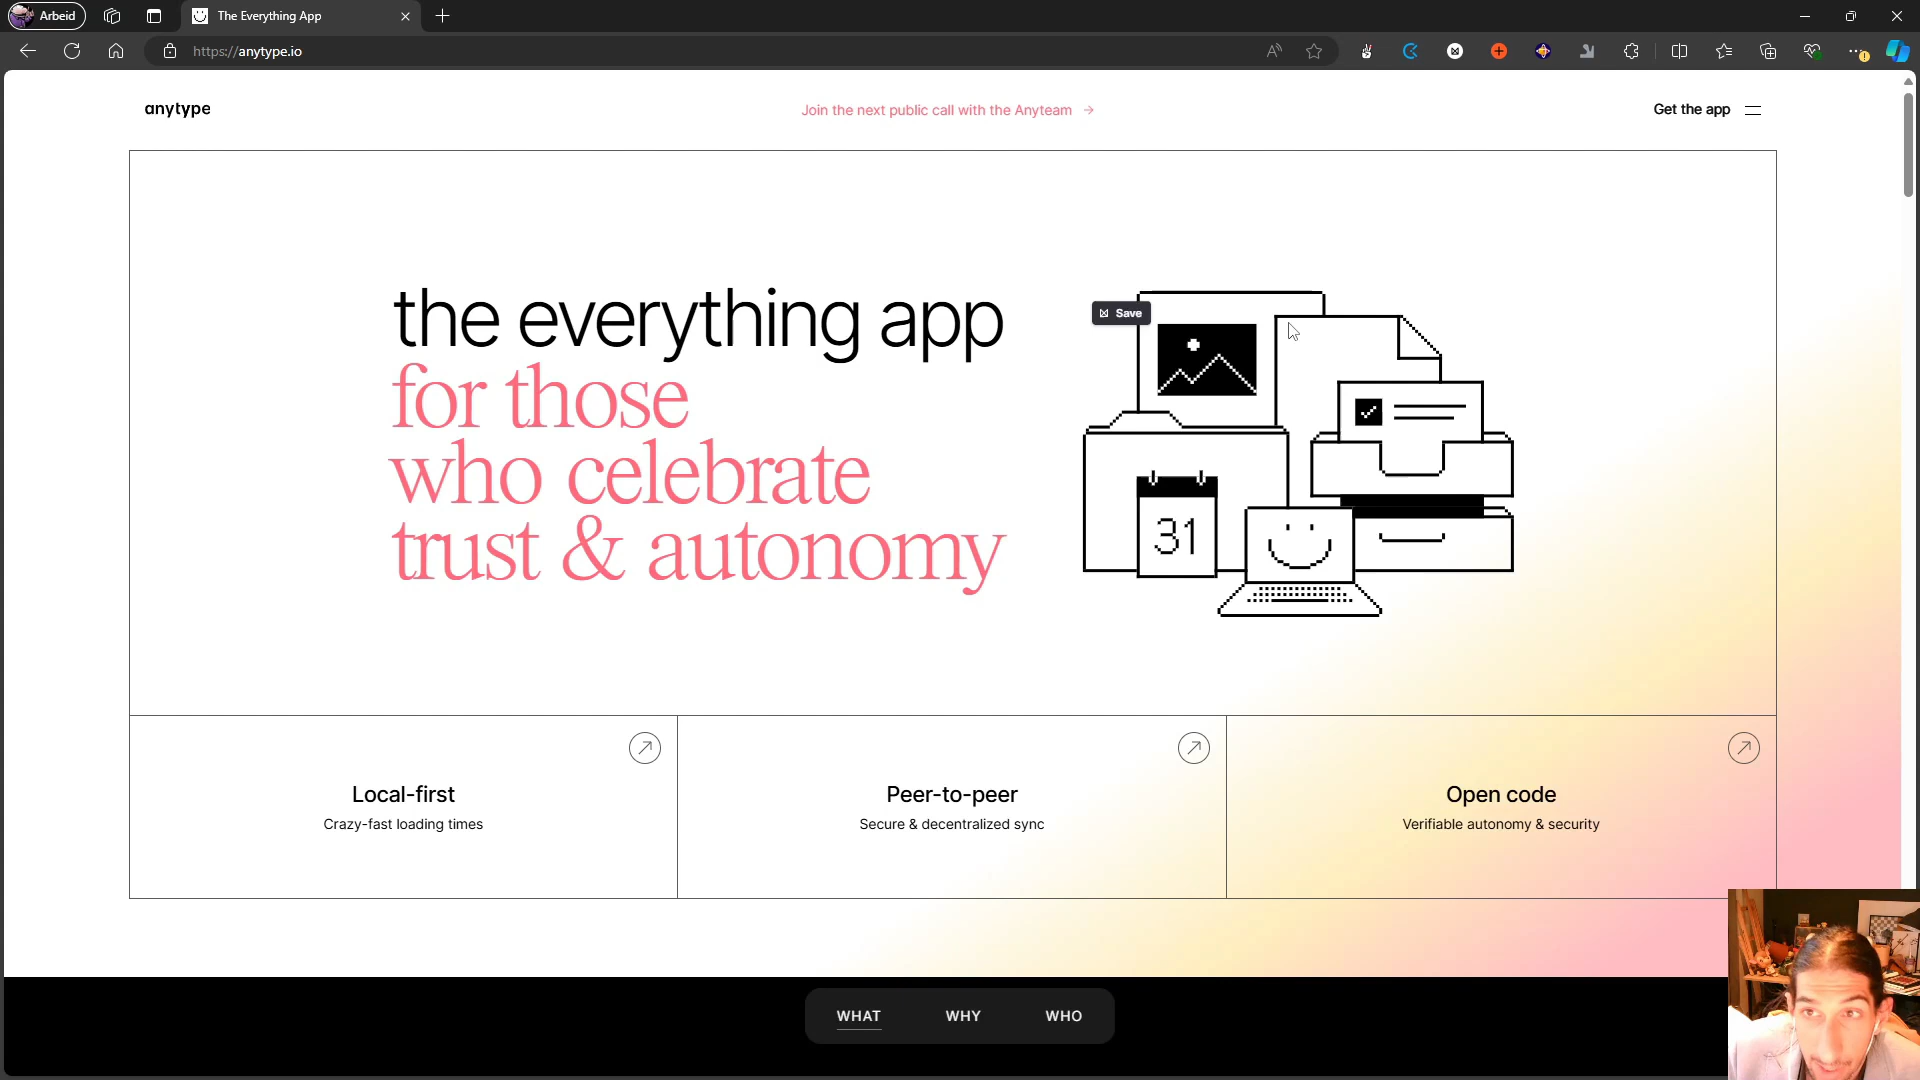 Arbeid
The Everything App
https://anytype.io
anytype
Join the next public call with the Anyteam →
Get the app
the everything app
for those
who celebrate
trust & autonomy
Save
31
Local-first
Crazy-fast loading times
Peer-to-peer
Secure & decentralized sync
Open code
Verifiable autonomy & security
WHAT
WHY
WHO